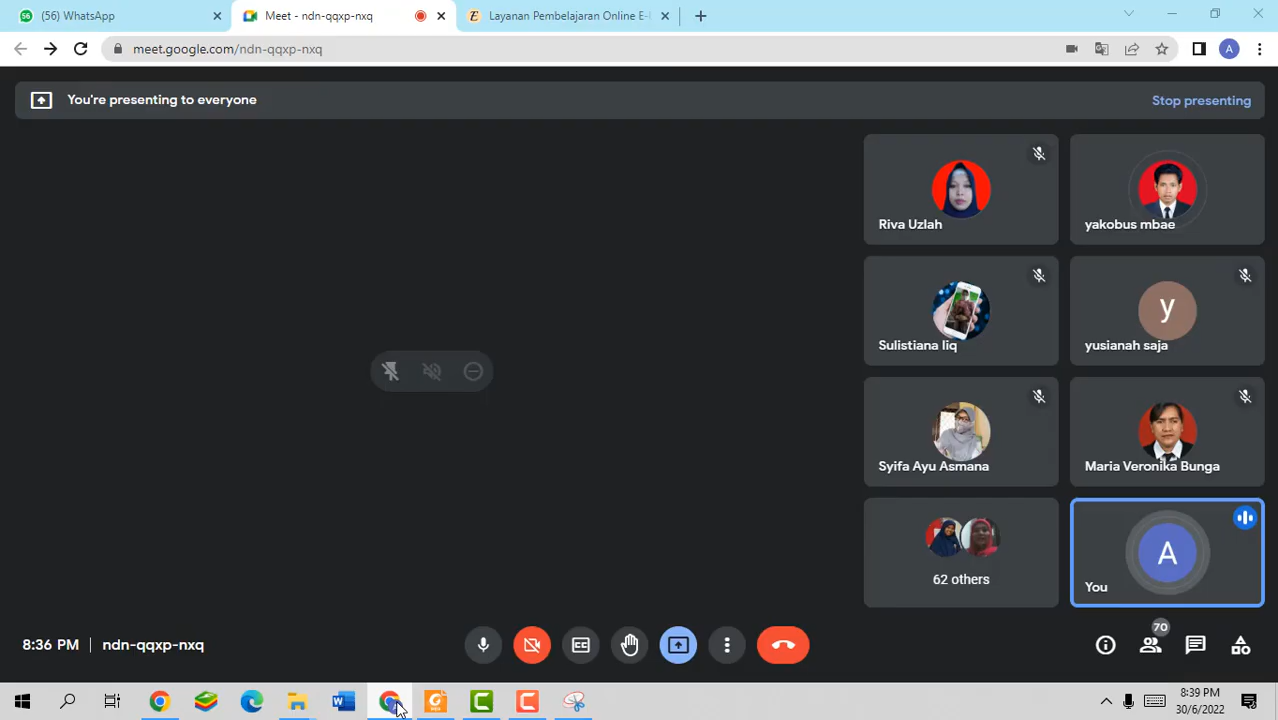 (56) WhatsApp
Meet - ndn-qqxp-nxq
Layanan Pembelajaran Online E-
meet.google.com/ndn-qqxp-nxq
A
You're presenting to everyone
Stop presenting
Riva Uzlah
yakobus mbae
Sulistiana liq
y
yusianah saja
Syifa Ayu Asmana
Maria Veronika Bunga
62 others
A
You
8:36 PM | ndn-qqxp-nxq
70
8:39 PM
30/6/2022